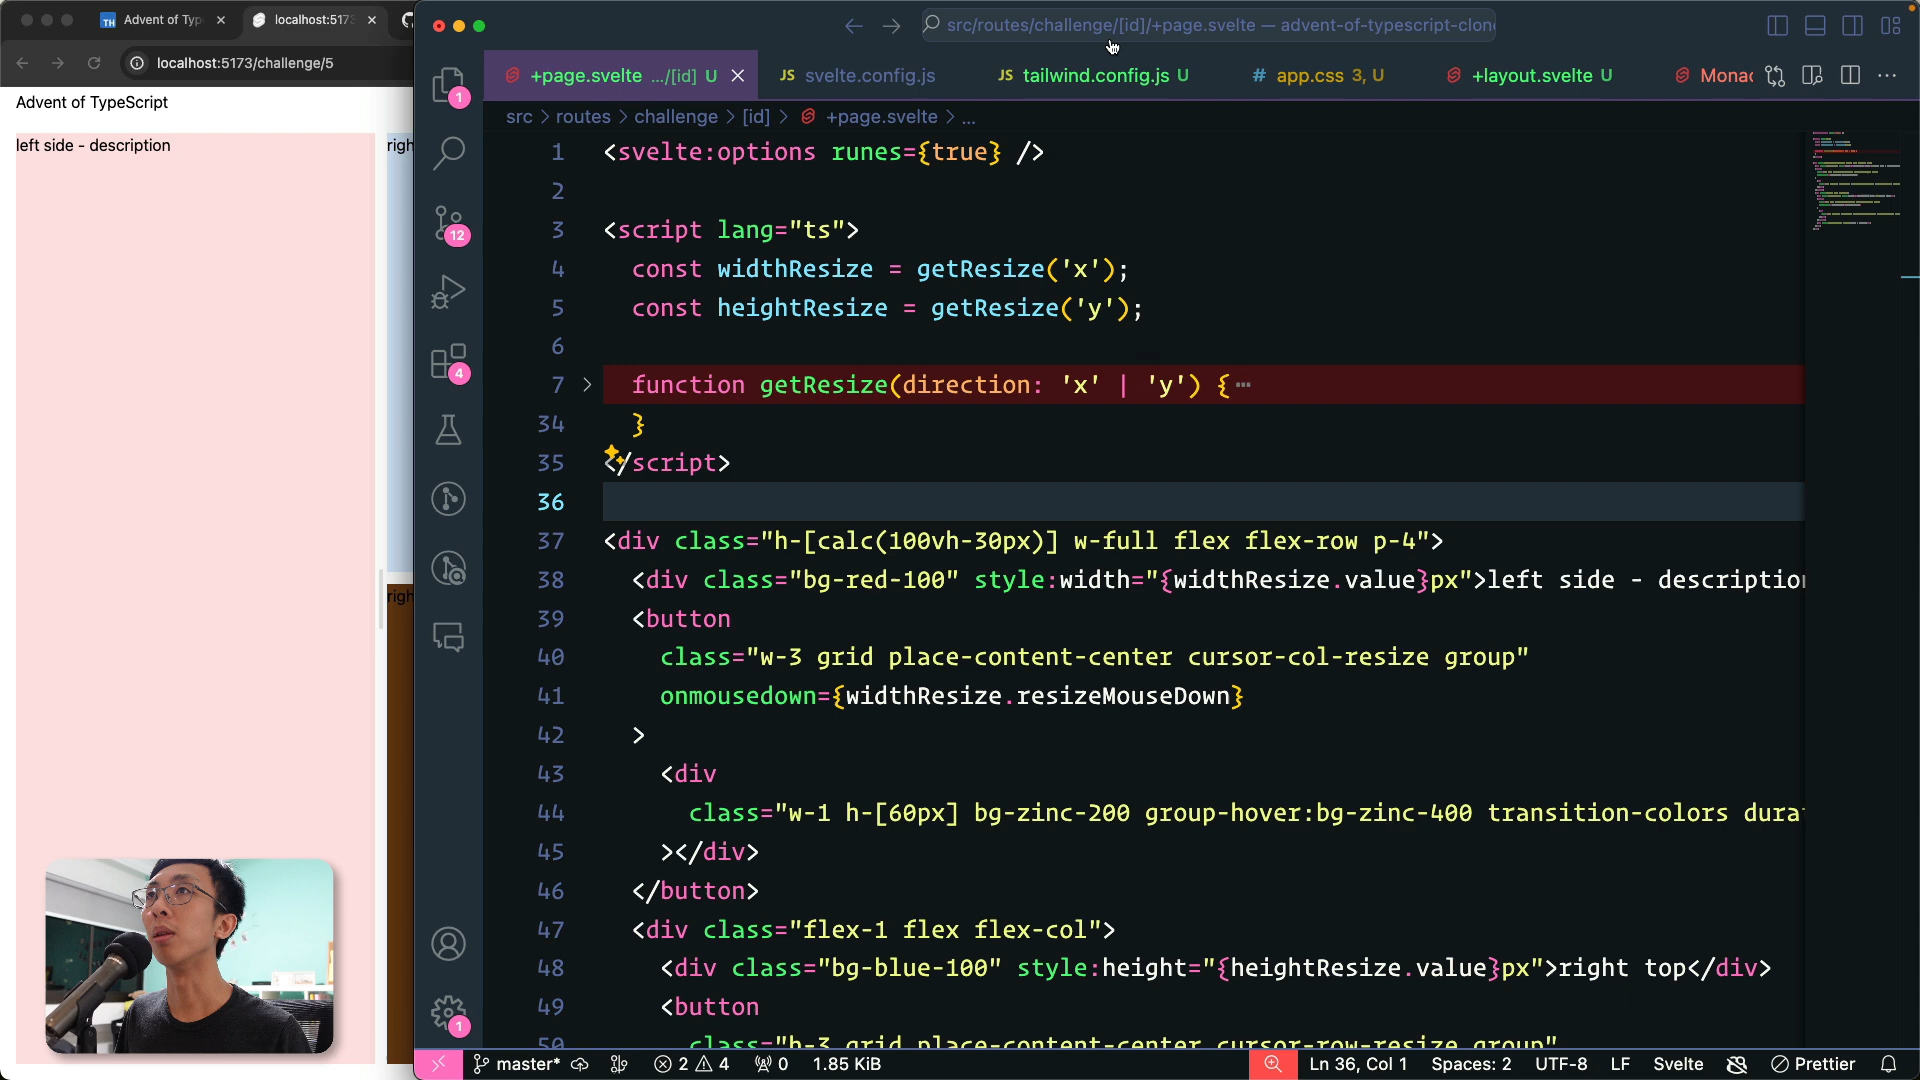 Advent of Typ
localhost:5173
localhost:5173/challenge/5
Advent of TypeScript
left side - description
righ
righ
src/routes/challenge/[id]/+page.svelte — advent-of-typescript-clon
+page.svelte .../[id] U
JS svelte.config.js
JS tailwind.config.js U
# app.css 3, U
+layout.svelte U
Monac
src > routes > challenge > [id] > +page.svelte > ...
1 <svelte:options runes={true} />
2
3 <script lang="ts">
4 const widthResize = getResize('x');
5 const heightResize = getResize('y');
6
7 function getResize(direction: 'x' | 'y') {…
34 }
35 </script>
36
37 <div class="h-[calc(100vh-30px)] w-full flex flex-row p-4">
38 <div class="bg-red-100" style:width="{widthResize.value}px">left side - description
39 <button
40 class="w-3 grid place-content-center cursor-col-resize group"
41 onmousedown={widthResize.resizeMouseDown}
42 >
43 <div
44 class="w-1 h-[60px] bg-zinc-200 group-hover:bg-zinc-400 transition-colors dura
45 ></div>
46 </button>
47 <div class="flex-1 flex flex-col">
48 <div class="bg-blue-100" style:height="{heightResize.value}px">right top</div>
49 <button
50 class="h-3 grid place-content-center cursor-row-resize group"
1
12
4
1
master*
2 4
0
1.85 KiB
Ln 36, Col 1
Spaces: 2
UTF-8
LF
Svelte
Prettier